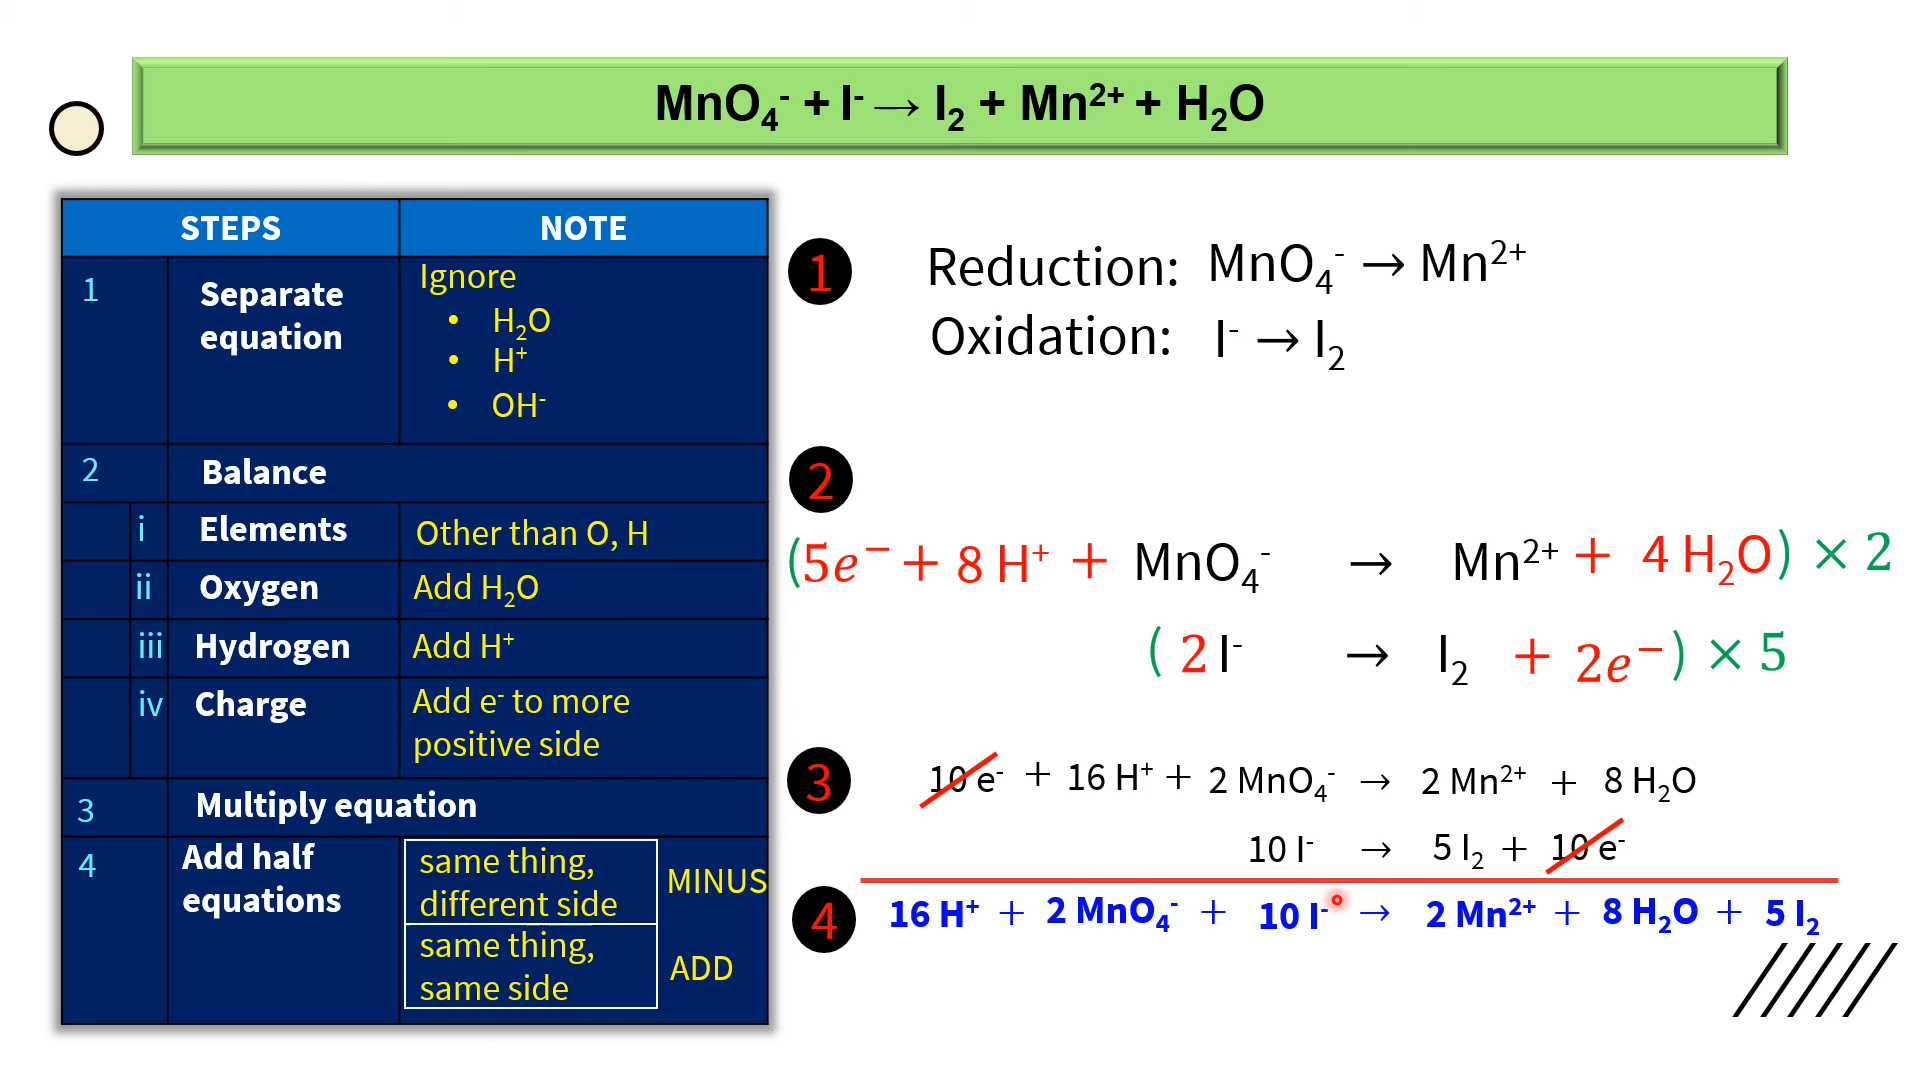 MnO₄⁻ + I⁻ → I₂ + Mn²⁺ + H₂O
STEPS NOTE
1 Separate equation Ignore
• H₂O
• H⁺
• OH⁻
2 Balance
i Elements Other than O, H
ii Oxygen Add H₂O
iii Hydrogen Add H⁺
iv Charge Add e⁻ to more positive side
3 Multiply equation
4 Add half equations
same thing, different side MINUS
same thing, same side ADD
1 Reduction: MnO₄⁻ → Mn²⁺
Oxidation: I⁻ → I₂
2
(5e⁻ + 8 H⁺ + MnO₄⁻ → Mn²⁺ + 4 H₂O) × 2
(2 I⁻ → I₂ + 2e⁻) × 5
3 10 e⁻ + 16 H⁺ + 2 MnO₄⁻ → 2 Mn²⁺ + 8 H₂O
10 I⁻ → 5 I₂ + 10 e⁻
4 16 H⁺ + 2 MnO₄⁻ + 10 I⁻ → 2 Mn²⁺ + 8 H₂O + 5 I₂